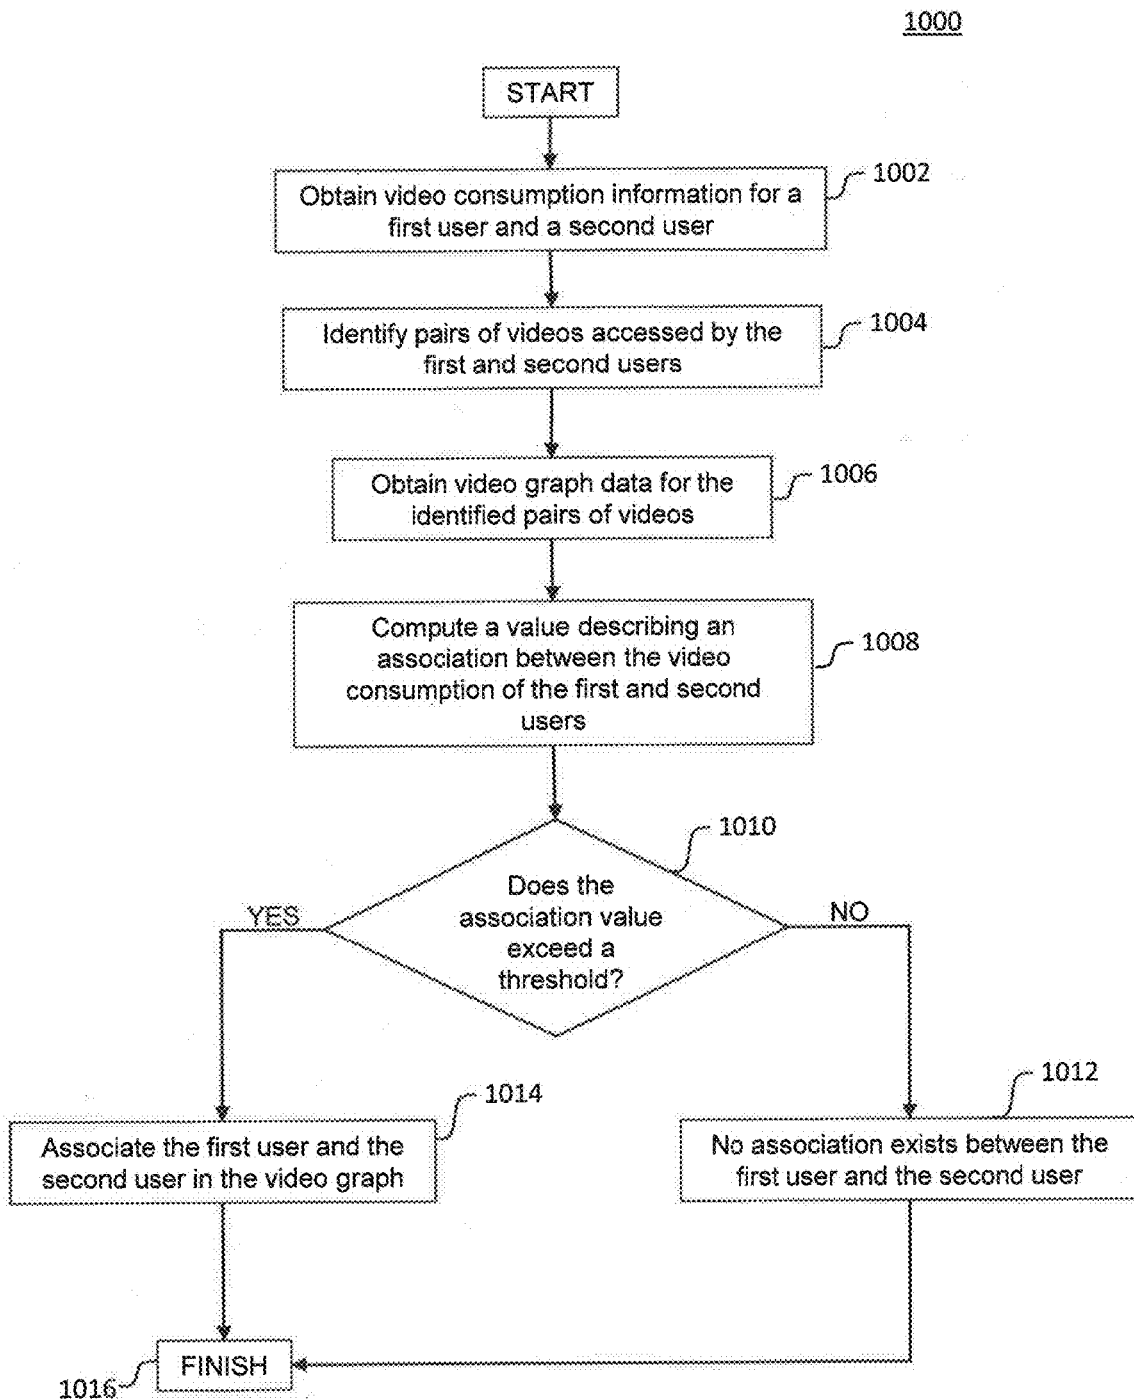 1000
START
Obtain video consumption information for a
first user and a second user
1002
Identify pairs of videos accessed by the
first and second users
1004
Obtain video graph data for the
identified pairs of videos
1006
Compute a value describing an
association between the video
consumption of the first and second
users
1008
1010
Does the
association value
exceed a
threshold?
YES
NO
1014
Associate the first user and the
second user in the video graph
1012
No association exists between the
first user and the second user
FINISH
1016